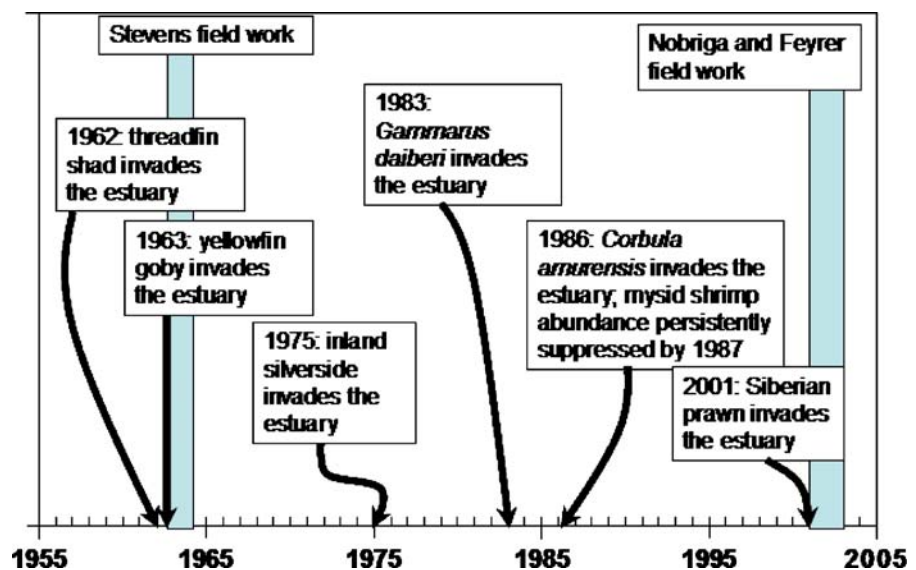 Stevens field work
Nobriga and Feyrer
field work
1962: threadfin
shad invades
the estuary
1963: yellowfin
goby invades
the estuary
1975: inland
silverside
invades the
estuary
1983:
Gammarus
daiberi invades
the estuary
1986: Corbula
amurensis invades the
estuary; mysid shrimp
abundance persistently
suppressed by 1987
2001: Siberian
prawn invades
the estuary
1955 1965 1975 1985 1995 2005